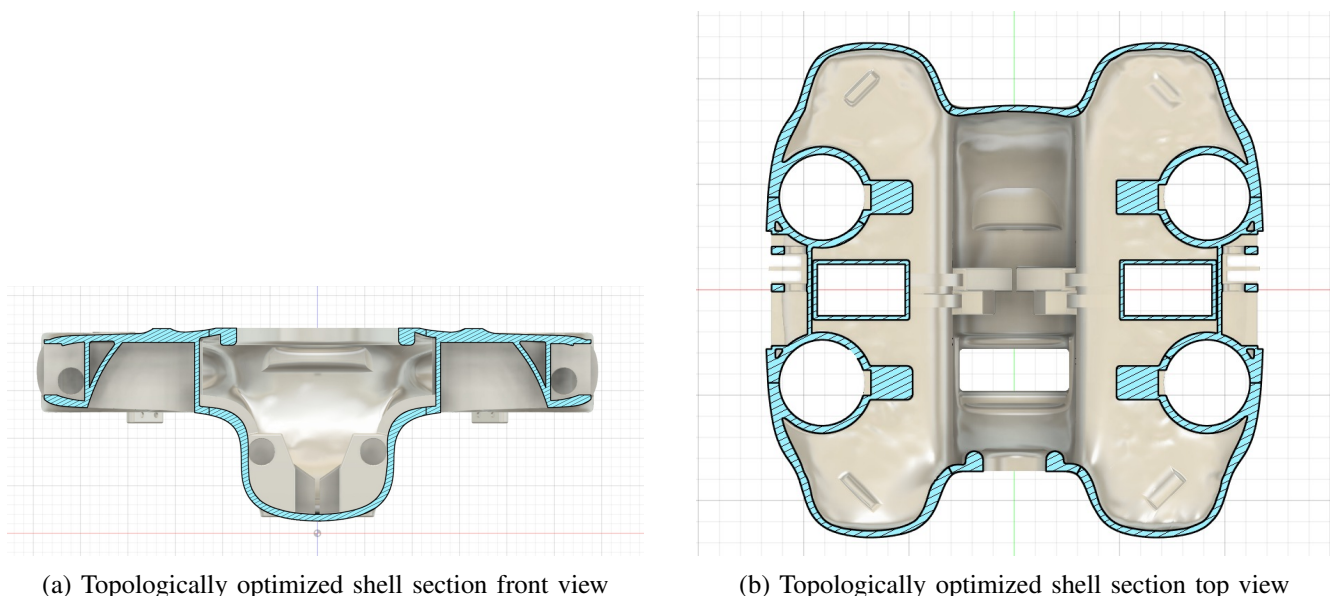 (a) Topologically optimized shell section front view
(b) Topologically optimized shell section top view